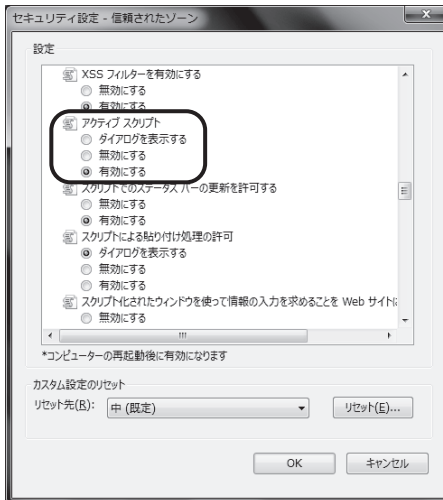 セキュリティ設定 - 信頼されたゾーン
設定
XSS フィルターを有効にする
無効にする
有効にする
アクティブ スクリプト
ダイアログを表示する
無効にする
有効にする
スクリプトでのステータス バーの更新を許可する
無効にする
有効にする
スクリプトによる貼り付け処理の許可
ダイアログを表示する
無効にする
有効にする
スクリプト化されたウィンドウを使って情報の入力を求めることを Web サイトに
無効にする
*コンピューターの再起動後に有効になります
カスタム設定のリセット
リセット先(R): 中 (既定) リセット(E)...
OK キャンセル